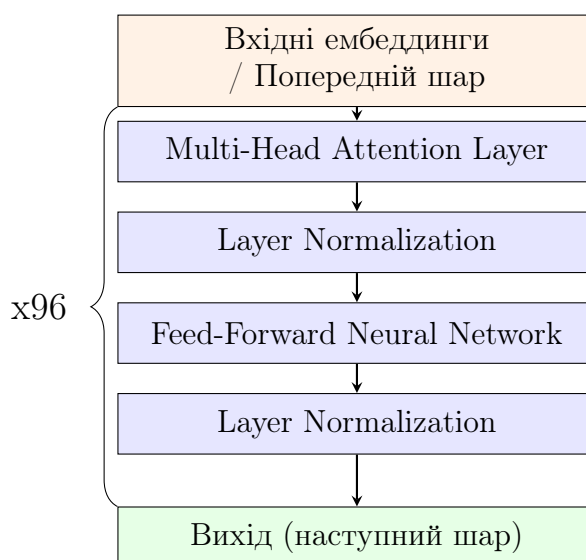 Вхідні ембеддинги
/ Попередній шар
Multi-Head Attention Layer
Layer Normalization
x96
Feed-Forward Neural Network
Layer Normalization
Вихід (наступний шар)